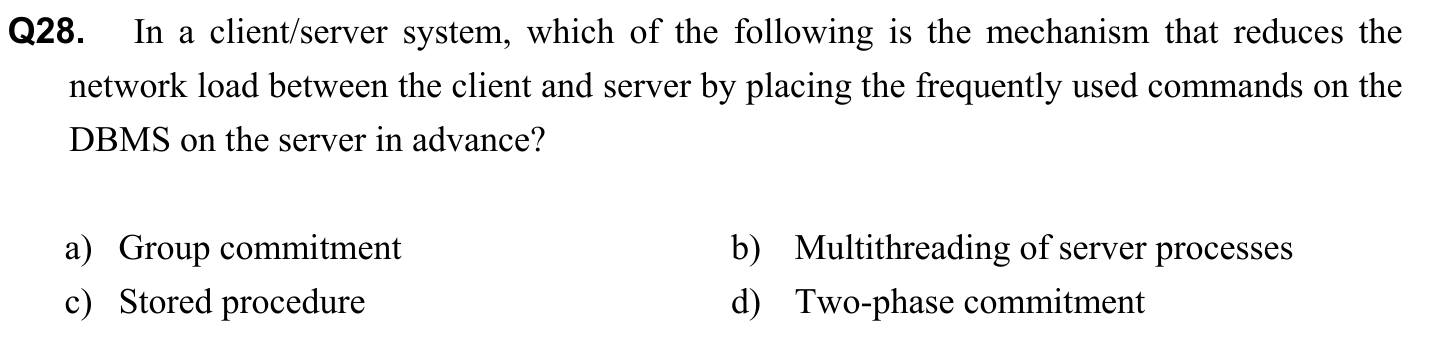 Q28. In a client/server system, which of the following is the mechanism that reduces the
network load between the client and server by placing the frequently used commands on the
DBMS on the server in advance?
a) Group commitment b) Multithreading of server processes
c) Stored procedure d) Two-phase commitment